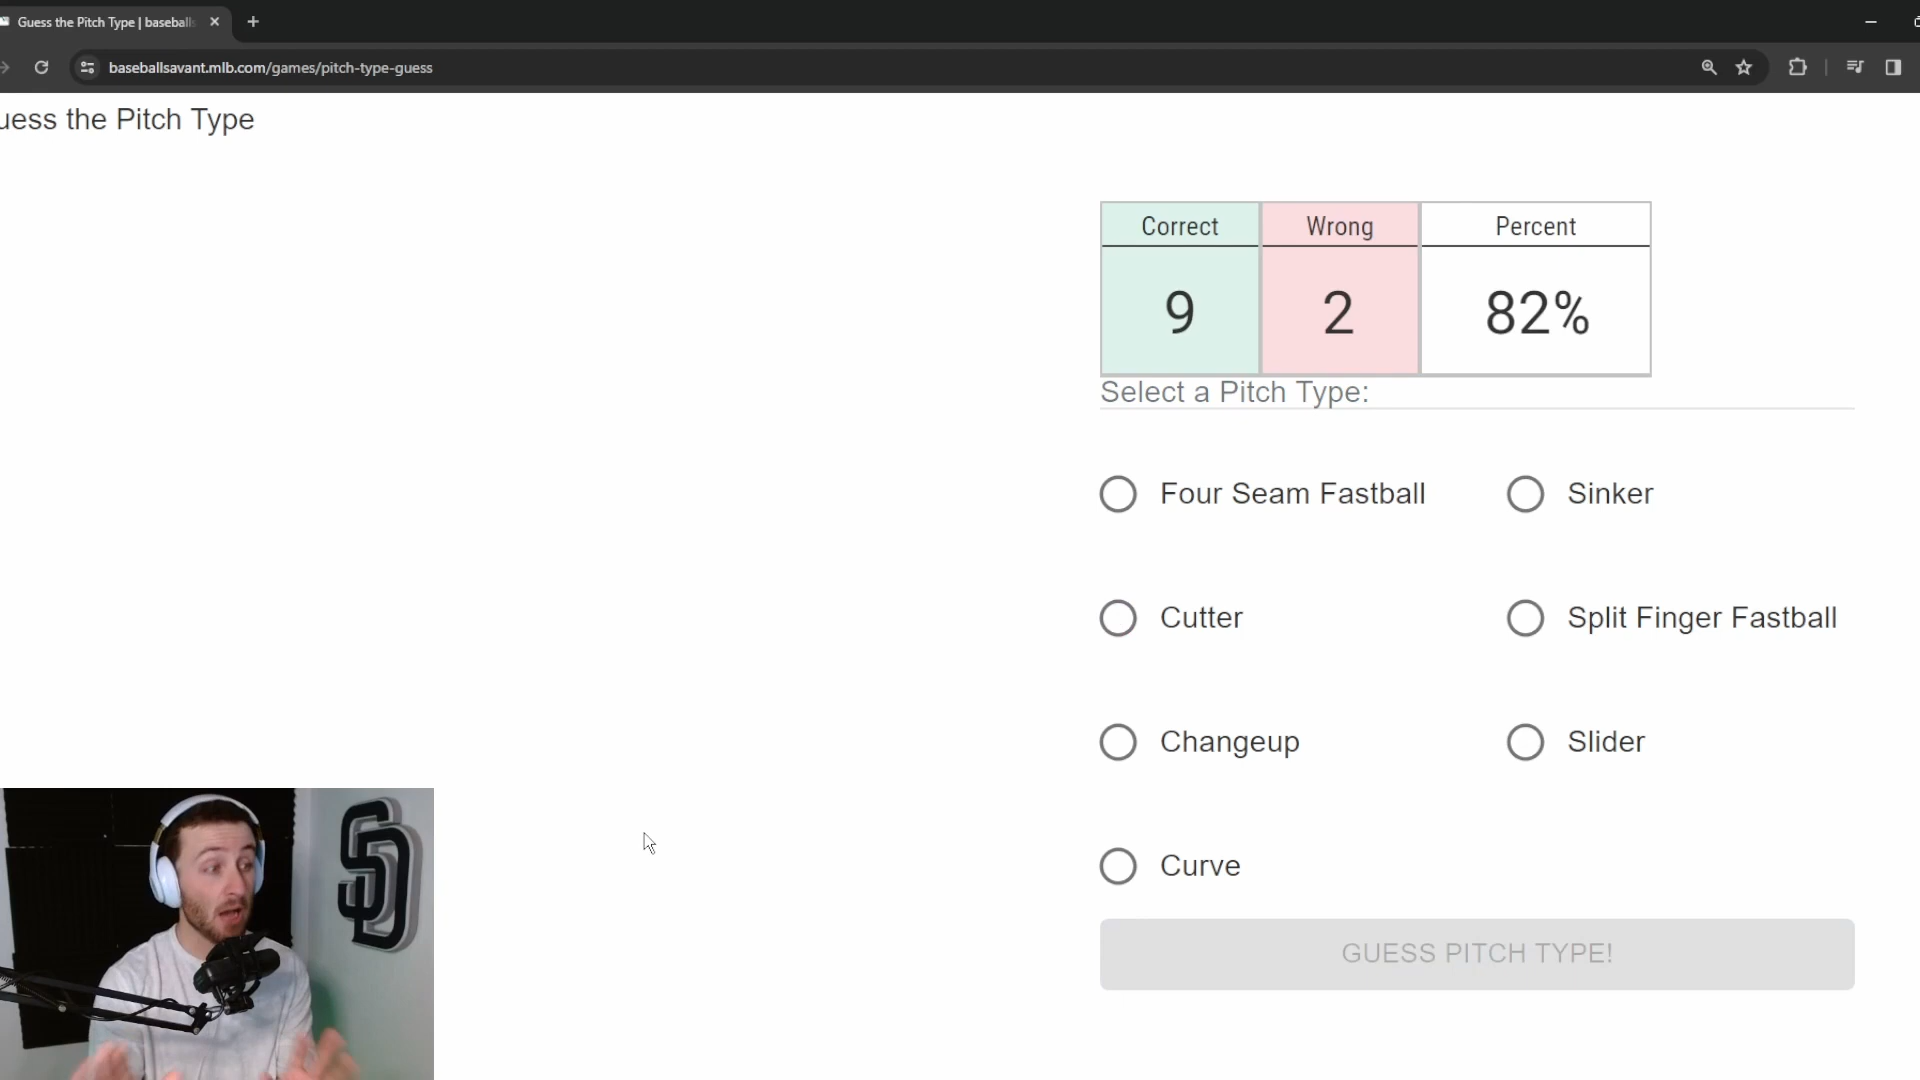 Guess the Pitch Type | baseballs
baseballsavant.mlb.com/games/pitch-type-guess
uess the Pitch Type
Correct Wrong Percent
9 2 82%
Select a Pitch Type:
Four Seam Fastball Sinker
Cutter Split Finger Fastball
Changeup Slider
Curve
GUESS PITCH TYPE!
SD